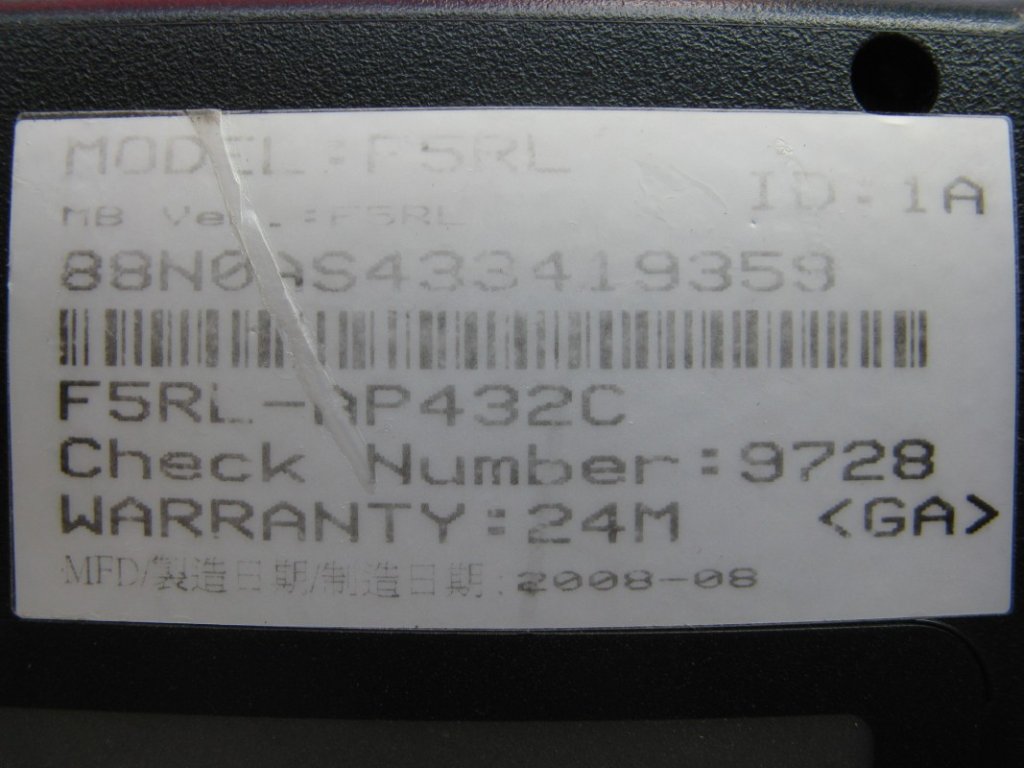 MODEL:F5RL
ID:1A
MB Ver.:F5RL
88N0AS433419359
F5RL-AP432C
Check Number:9728
WARRANTY:24M <GA>
MFD/製造日期/制造日期:2008-08